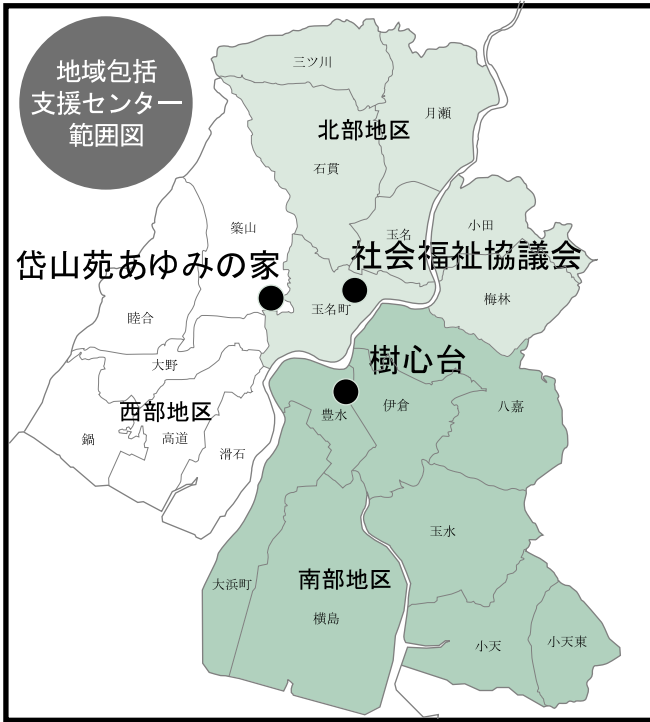 地域包括
支援センター
範囲図
三ツ川
月瀬
北部地区
石貫
築山
玉名
小田
岱山苑あゆみの家
社会福祉協議会
梅林
玉名町
睦合
大野
樹心台
西部地区
豊水
伊倉
八嘉
鍋
高道
滑石
玉水
大浜町
南部地区
横島
小天
小天東